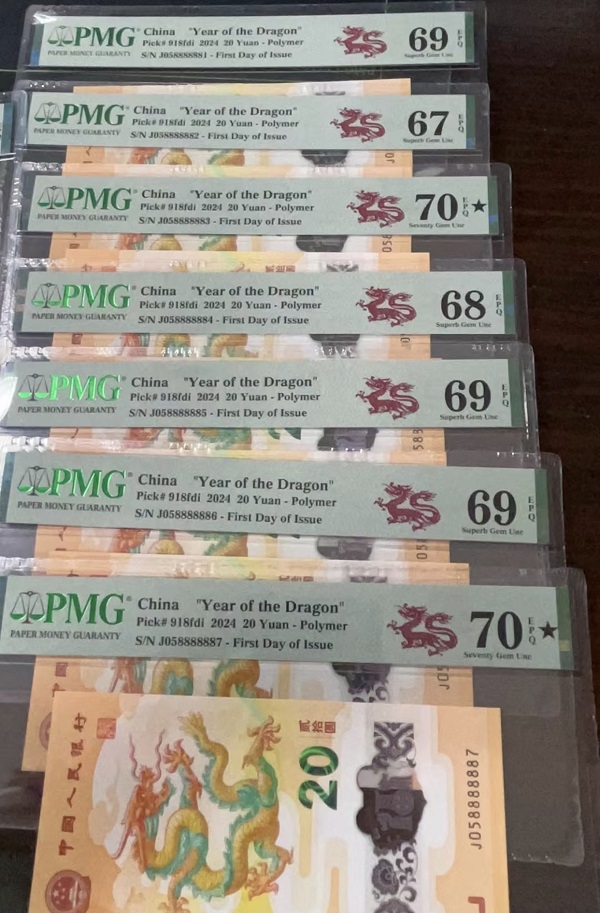 PMG
PAPER MONEY GUARANTY
China "Year of the Dragon"
Pick# 918fdi 2024 20 Yuan - Polymer
S/N J058888881 - First Day of Issue
69
EPQ
Superb Gem Unc
PMG
PAPER MONEY GUARANTY
China "Year of the Dragon"
Pick# 918fdi 2024 20 Yuan - Polymer
S/N J058888882 - First Day of Issue
67
EPQ
Superb Gem Unc
J0
PMG
PAPER MONEY GUARANTY
China "Year of the Dragon"
Pick# 918fdi 2024 20 Yuan - Polymer
S/N J058888883 - First Day of Issue
70 ★
EPQ
Seventy Gem Unc
058
PMG
PAPER MONEY GUARANTY
China "Year of the Dragon"
Pick# 918fdi 2024 20 Yuan - Polymer
S/N J058888884 - First Day of Issue
68
EPQ
Superb Gem Unc
PMG
PAPER MONEY GUARANTY
China "Year of the Dragon"
Pick# 918fdi 2024 20 Yuan - Polymer
S/N J058888885 - First Day of Issue
69
EPQ
Superb Gem Unc
588
PMG
PAPER MONEY GUARANTY
China "Year of the Dragon"
Pick# 918fdi 2024 20 Yuan - Polymer
S/N J058888886 - First Day of Issue
69
EPQ
Superb Gem Unc
05
PMG
PAPER MONEY GUARANTY
China "Year of the Dragon"
Pick# 918fdi 2024 20 Yuan - Polymer
S/N J058888887 - First Day of Issue
70 ★
EPQ
Seventy Gem Unc
中国
J05
中国人民银行
贰拾圆
20
J058888887